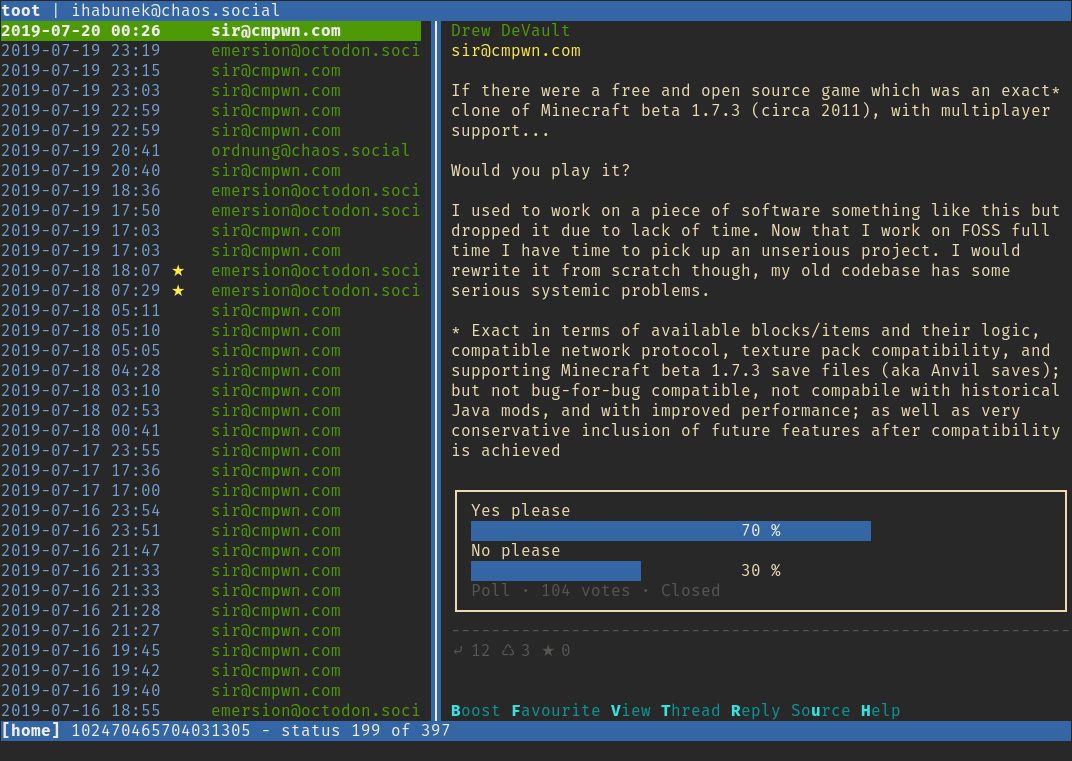 toot | ihabunek@chaos.social
2019-07-20 00:26 sir@cmpwn.com
2019-07-19 23:19 emersion@octodon.soci
2019-07-19 23:15 sir@cmpwn.com
2019-07-19 23:03 sir@cmpwn.com
2019-07-19 22:59 sir@cmpwn.com
2019-07-19 22:59 sir@cmpwn.com
2019-07-19 20:41 ordnung@chaos.social
2019-07-19 20:40 sir@cmpwn.com
2019-07-19 18:36 emersion@octodon.soci
2019-07-19 17:50 emersion@octodon.soci
2019-07-19 17:03 sir@cmpwn.com
2019-07-19 17:03 sir@cmpwn.com
2019-07-18 18:07 ★ emersion@octodon.soci
2019-07-18 07:29 ★ emersion@octodon.soci
2019-07-18 05:11 sir@cmpwn.com
2019-07-18 05:10 sir@cmpwn.com
2019-07-18 05:05 sir@cmpwn.com
2019-07-18 04:28 sir@cmpwn.com
2019-07-18 03:10 sir@cmpwn.com
2019-07-18 02:53 sir@cmpwn.com
2019-07-18 00:41 sir@cmpwn.com
2019-07-17 23:55 sir@cmpwn.com
2019-07-17 17:36 sir@cmpwn.com
2019-07-17 17:00 sir@cmpwn.com
2019-07-16 23:54 sir@cmpwn.com
2019-07-16 23:51 sir@cmpwn.com
2019-07-16 21:47 sir@cmpwn.com
2019-07-16 21:33 sir@cmpwn.com
2019-07-16 21:33 sir@cmpwn.com
2019-07-16 21:28 sir@cmpwn.com
2019-07-16 21:27 sir@cmpwn.com
2019-07-16 19:45 sir@cmpwn.com
2019-07-16 19:42 sir@cmpwn.com
2019-07-16 19:40 sir@cmpwn.com
2019-07-16 18:55 emersion@octodon.soci
Drew DeVault
sir@cmpwn.com
If there were a free and open source game which was an exact*
clone of Minecraft beta 1.7.3 (circa 2011), with multiplayer
support...
Would you play it?
I used to work on a piece of software something like this but
dropped it due to lack of time. Now that I work on FOSS full
time I have time to pick up an unserious project. I would
rewrite it from scratch though, my old codebase has some
serious systemic problems.
* Exact in terms of available blocks/items and their logic,
compatible network protocol, texture pack compatibility, and
supporting Minecraft beta 1.7.3 save files (aka Anvil saves);
but not bug-for-bug compatible, not compabile with historical
Java mods, and with improved performance; as well as very
conservative inclusion of future features after compatibility
is achieved
Yes please
70 %
No please
30 %
Poll · 104 votes · Closed
⤶ 12 ♺ 3 ★ 0
Boost Favourite View Thread Reply Source Help
[home] 102470465704031305 - status 199 of 397